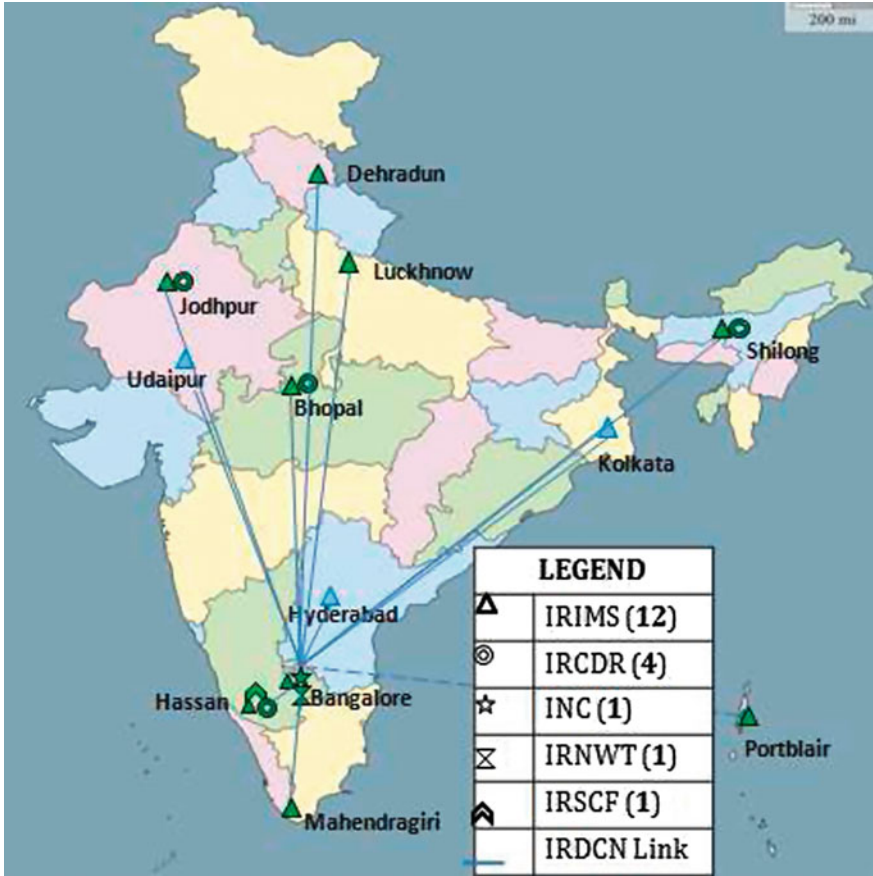 200 mi
Dehradun
Luckhnow
Jodhpur
Shilong
Udaipur
Bhopal
Kolkata
Hyderabad
Hassan
Bangalore
Portblair
Mahendragiri
LEGEND
IRIMS (12)
IRCDR (4)
INC (1)
IRNWT (1)
IRSCF (1)
IRDCN Link